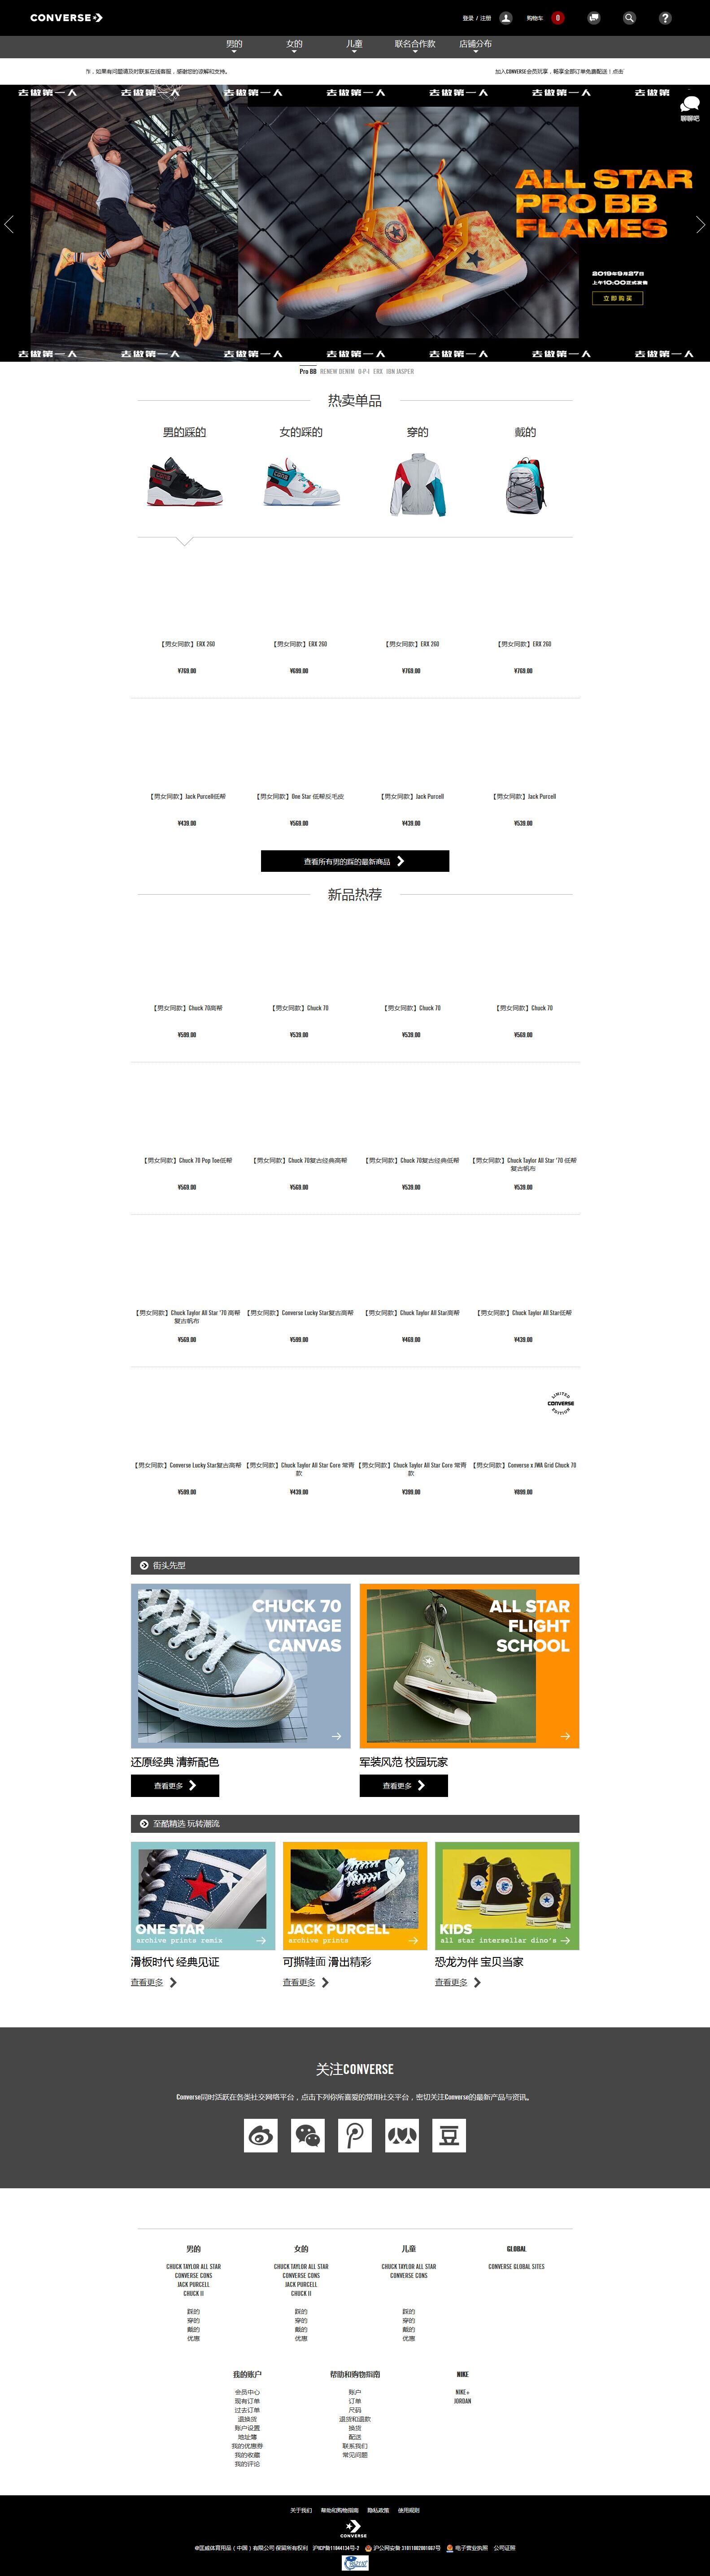 CONVERSE
登录 / 注册
购物车
0
男的
女的
儿童
联名合作款
店铺分布
如果有问题请及时联系在线客服，感谢您的谅解和支持。
加入CONVERSE会员玩享，畅享全部订单免费配送！点击
去做第一人 去做第一人 去做第一人 去做第一人 去做第一人 去做第一人 去做第一人
聊聊吧
ALL STAR
PRO BB
FLAMES
2019年9月27日
上午10:00正式发售
立即购买
去做第一人 去做第一人 去做第一人 去做第一人 去做第一人 去做第一人 去做第一人
Pro BB RENEW DENIM O-P-I ERX IBN JASPER
热卖单品
男的踩的
女的踩的
穿的
戴的
【男女同款】ERX 260
【男女同款】ERX 260
【男女同款】ERX 260
【男女同款】ERX 260
¥769.00
¥699.00
¥769.00
¥769.00
【男女同款】Jack Purcell低帮
【男女同款】One Star 低帮反毛皮
【男女同款】Jack Purcell
【男女同款】Jack Purcell
¥439.00
¥569.00
¥439.00
¥539.00
查看所有男的踩的最新商品
新品热荐
【男女同款】Chuck 70高帮
【男女同款】Chuck 70
【男女同款】Chuck 70
【男女同款】Chuck 70
¥599.00
¥539.00
¥539.00
¥569.00
【男女同款】Chuck 70 Pop Toe低帮
【男女同款】Chuck 70复古经典高帮
【男女同款】Chuck 70复古经典低帮
【男女同款】Chuck Taylor All Star '70 低帮
复古帆布
¥569.00
¥569.00
¥539.00
¥539.00
【男女同款】Chuck Taylor All Star '70 高帮
复古帆布
【男女同款】Converse Lucky Star复古高帮
【男女同款】Chuck Taylor All Star高帮
【男女同款】Chuck Taylor All Star低帮
¥569.00
¥599.00
¥469.00
¥439.00
LIMITED
CONVERSE
EDITION
【男女同款】Converse Lucky Star复古高帮
【男女同款】Chuck Taylor All Star Core 常青
款
【男女同款】Chuck Taylor All Star Core 常青
款
【男女同款】Converse x JWA Grid Chuck 70
¥599.00
¥439.00
¥399.00
¥899.00
街头先型
CHUCK 70
VINTAGE
CANVAS
ALL STAR
FLIGHT
SCHOOL
还原经典 清新配色
军装风范 校园玩家
查看更多
查看更多
至酷精选 玩转潮流
ONE STAR
archive prints remix
JACK PURCELL
archive prints
KIDS
all star intersellar dino's
滑板时代 经典见证
可撕鞋面 滑出精彩
恐龙为伴 宝贝当家
查看更多
查看更多
查看更多
关注CONVERSE
Converse同时活跃在各类社交网络平台，点击下列你所喜爱的常用社交平台，密切关注Converse的最新产品与资讯。
豆
男的
女的
儿童
GLOBAL
CHUCK TAYLOR ALL STAR
CHUCK TAYLOR ALL STAR
CHUCK TAYLOR ALL STAR
CONVERSE GLOBAL SITES
CONVERSE CONS
CONVERSE CONS
CONVERSE CONS
JACK PURCELL
JACK PURCELL
CHUCK II
CHUCK II
踩的
踩的
踩的
穿的
穿的
穿的
戴的
戴的
戴的
优惠
优惠
优惠
我的账户
帮助和购物指南
NIKE
会员中心
账户
NIKE+
现有订单
订单
JORDAN
过去订单
尺码
退换货
退货和退款
账户设置
换货
地址簿
配送
我的优惠券
联系我们
我的收藏
常见问题
我的评论
关于我们 帮助和购物指南 隐私政策 使用规则
CONVERSE
©匡威体育用品（中国）有限公司 保留所有权利 沪ICP备11044134号-2 沪公网安备 31011802001667号 电子营业执照 公司证照